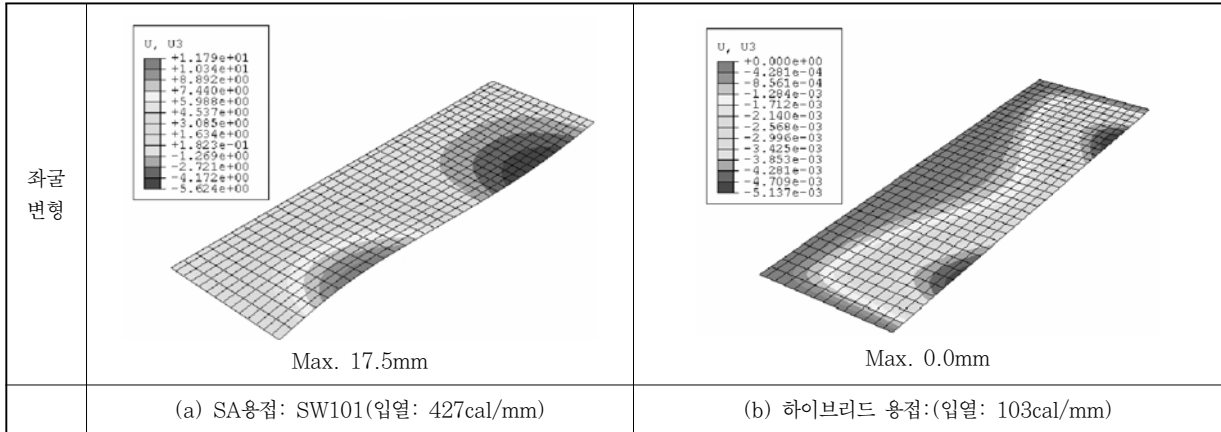 U, U3
+1.179e+01
+1.034e+01
+8.892e+00
+7.440e+00
+5.988e+00
+4.537e+00
+3.085e+00
+1.634e+00
+1.823e-01
-1.269e+00
-2.721e+00
-4.172e+00
-5.624e+00
U, U3
+0.000e+00
-4.281e-04
-8.561e-04
-1.284e-03
-1.712e-03
-2.140e-03
-2.568e-03
-2.996e-03
-3.425e-03
-3.853e-03
-4.281e-03
-4.709e-03
-5.137e-03
좌굴
변형
Max. 17.5mm
Max. 0.0mm
(a) SA용접: SW101(입열: 427cal/mm)
(b) 하이브리드 용접:(입열: 103cal/mm)